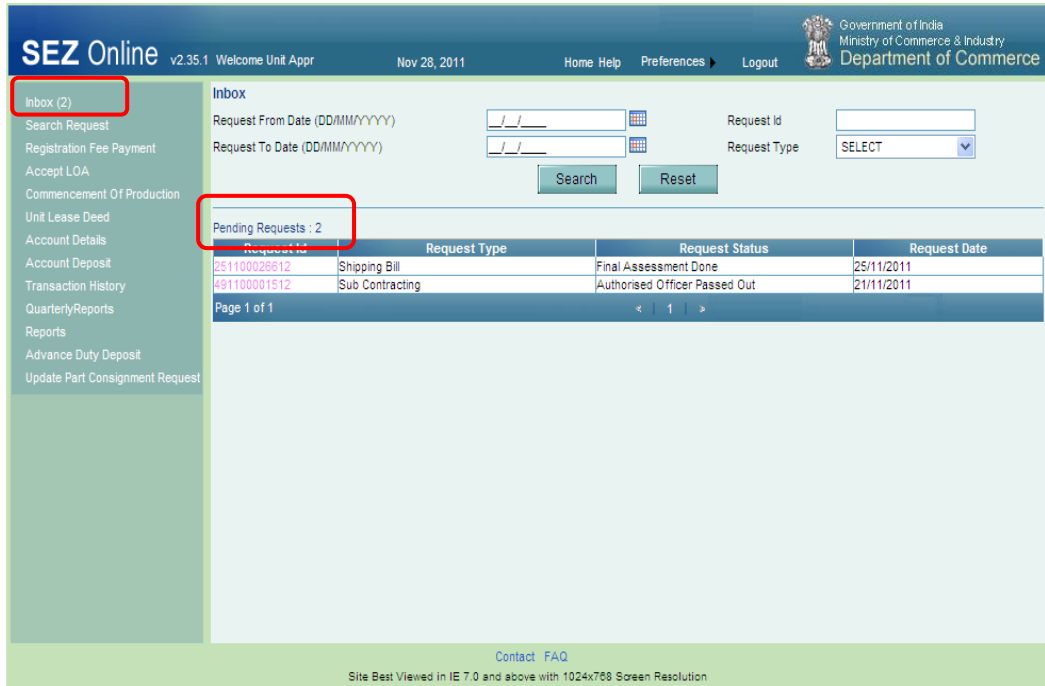 Government of India
Ministry of Commerce & Industry
Department of Commerce
SEZ Online v2.35.1 Welcome Unit Appr Nov 28, 2011 Home Help Preferences Logout
Inbox (2)
Search Request
Registration Fee Payment
Accept LOA
Commencement Of Production
Unit Lease Deed
Account Details
Account Deposit
Transaction History
QuarterlyReports
Reports
Advance Duty Deposit
Update Part Consignment Request
Inbox
Request From Date (DD/MM/YYYY) __/__/____ Request Id
Request To Date (DD/MM/YYYY) __/__/____ Request Type SELECT
Search Reset
Pending Requests : 2
Request Id Request Type Request Status Request Date
251100026612 Shipping Bill Final Assessment Done 25/11/2011
491100001512 Sub Contracting Authorised Officer Passed Out 21/11/2011
Page 1 of 1 « | 1 | »
Contact FAQ
Site Best Viewed in IE 7.0 and above with 1024x768 Screen Resolution